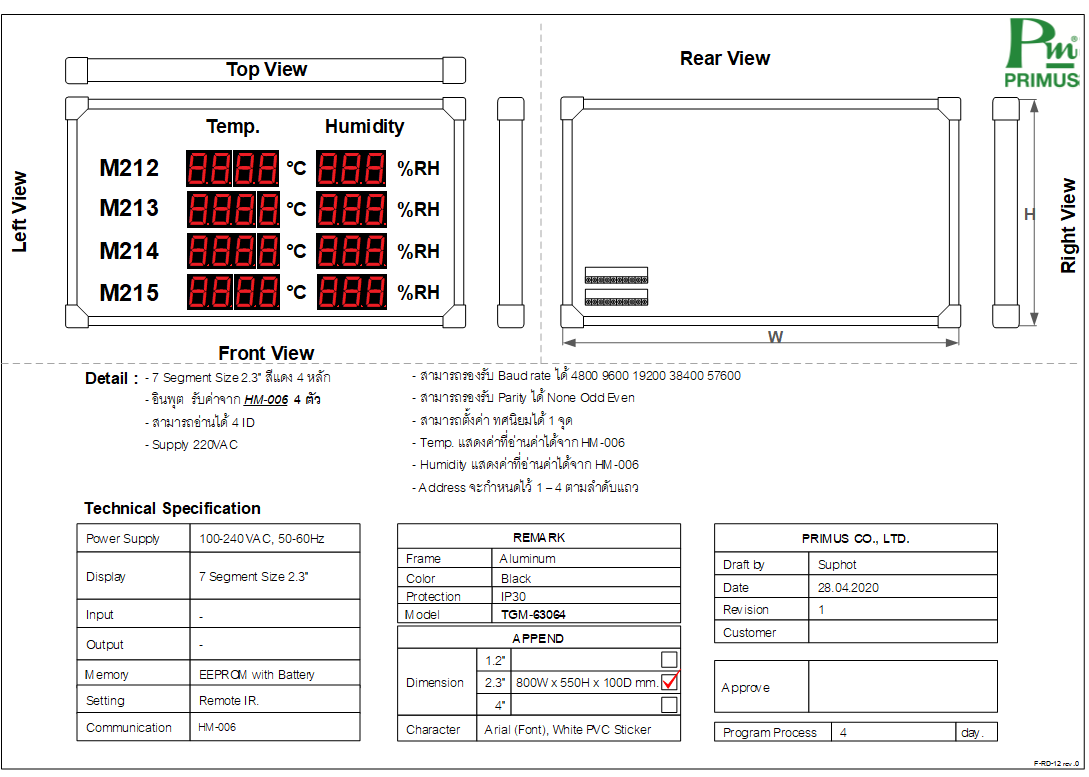 Pm®
PRIMUS
Top View
Rear View
Left View
Temp. Humidity
M212 8.8.8.8. °C 8.8.8. %RH
M213 8.8.8.8. °C 8.8.8. %RH
M214 8.8.8.8. °C 8.8.8. %RH
M215 8.8.8.8. °C 8.8.8. %RH
H
W
Right View
Front View
Detail : - 7 Segment Size 2.3" สีแดง 4 หลัก
- อินพุต รับค่าจาก HM-006 4 ตัว
- สามารถอ่านได้ 4 ID
- Supply 220VAC
- สามารถรองรับ Baud rate ได้ 4800 9600 19200 38400 57600
- สามารถรองรับ Parity ได้ None Odd Even
- สามารถตั้งค่า ทศนิยมได้ 1 จุด
- Temp. แสดงค่าที่อ่านค่าได้จาก HM-006
- Humidity แสดงค่าที่อ่านค่าได้จาก HM-006
- Address จะกำหนดไว้ 1 – 4 ตามลำดับแถว
Technical Specification
Power Supply 100-240 VAC, 50-60Hz
Display 7 Segment Size 2.3"
Input -
Output -
Memory EEPROM with Battery
Setting Remote IR.
Communication HM-006
REMARK
Frame Aluminum
Color Black
Protection IP30
Model TGM-63064
APPEND
Dimension
1.2"
2.3" 800W x 550H x 100D mm.
4"
Character Arial (Font), White PVC Sticker
PRIMUS CO., LTD.
Draft by Suphot
Date 28.04.2020
Revision 1
Customer
Approve
Program Process 4 day.
F-RD-12 rev .0